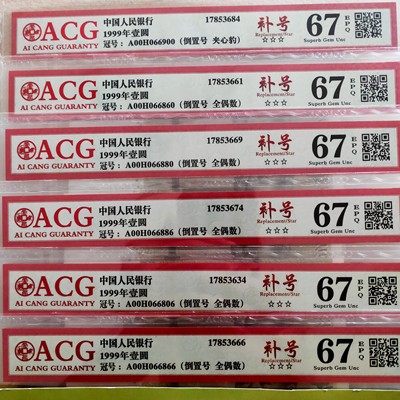 ACG
AI CANG GUARANTY
中国人民银行 17853684
1999年壹圆
冠号：A00H066900 (倒置号 夹心豹)
补号
Replacement/Star
☆☆☆
67 EPQ
Superb Gem Unc
ACG
AI CANG GUARANTY
中国人民银行 17853661
1999年壹圆
冠号：A00H066860 (倒置号 全偶数)
补号
Replacement/Star
☆☆☆
67 EPQ
Superb Gem Unc
ACG
AI CANG GUARANTY
中国人民银行 17853669
1999年壹圆
冠号：A00H066880 (倒置号 全偶数)
补号
Replacement/Star
☆☆☆
67 EPQ
Superb Gem Unc
ACG
AI CANG GUARANTY
中国人民银行 17853674
1999年壹圆
冠号：A00H066886 (倒置号 全偶数)
补号
Replacement/Star
☆☆☆
67 EPQ
Superb Gem Unc
ACG
AI CANG GUARANTY
中国人民银行 17853634
1999年壹圆
冠号：A00H066806 (倒置号 全偶数)
补号
Replacement/Star
☆☆☆
67 EPQ
Superb Gem Unc
ACG
AI CANG GUARANTY
中国人民银行 17853666
1999年壹圆
冠号：A00H066866 (倒置号 全偶数)
补号
Replacement/Star
☆☆☆
67 EPQ
Superb Gem Unc